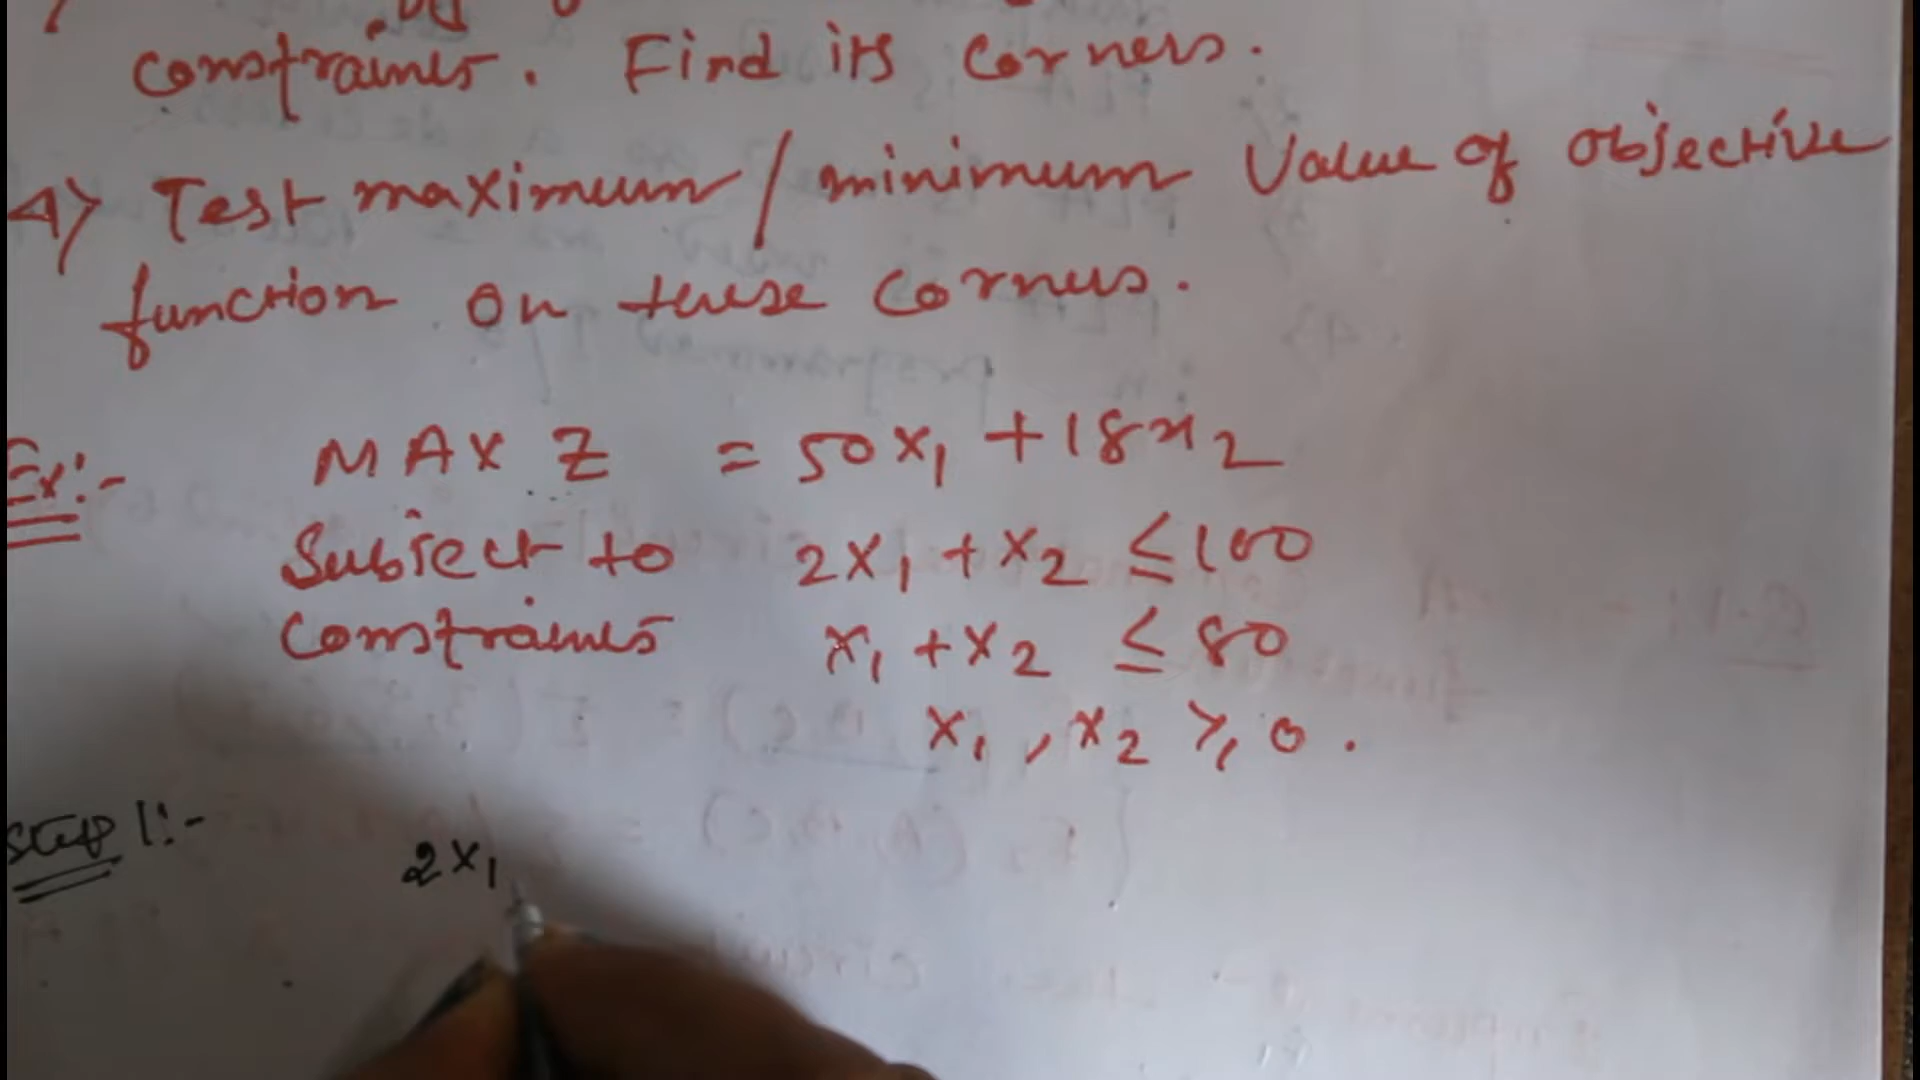 constraints. Find its corners.
4) Test maximum / minimum Value of objective
function on these corners.
Ex:- MAX Z = 50x₁ + 18x₂
Subject to 2x₁ + x₂ ≤ 100
constraints x₁ + x₂ ≤ 80
x₁, x₂ ≥ 0.
Step 1:- 2x₁